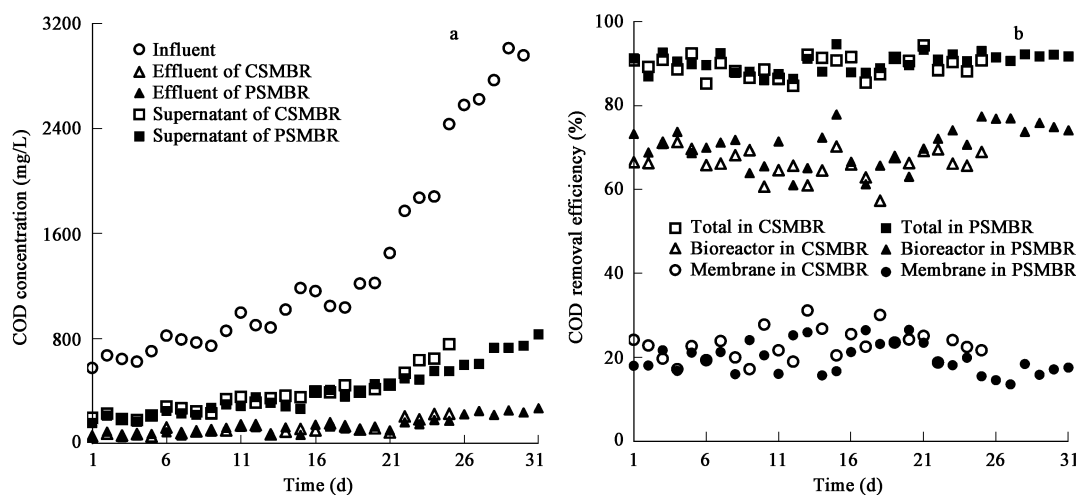 3200
2400
1600
800
0
COD concentration (mg/L)
a
Influent
Effluent of CSMBR
Effluent of PSMBR
Supernatant of CSMBR
Supernatant of PSMBR
1 6 11 16 21 26 31
Time (d)
100
80
60
40
20
0
COD removal efficiency (%)
b
Total in CSMBR Total in PSMBR
Bioreactor in CSMBR Bioreactor in PSMBR
Membrane in CSMBR Membrane in PSMBR
1 6 11 16 21 26 31
Time (d)